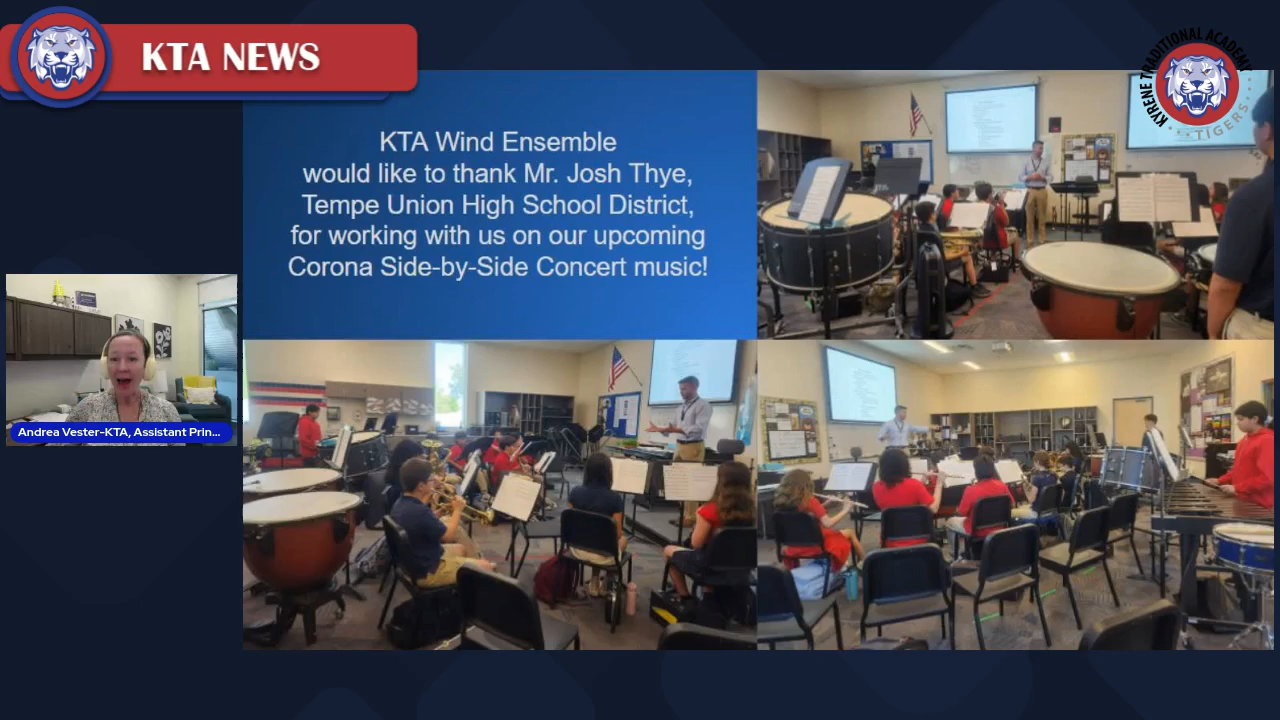 KTA NEWS
KYRENE TRADITIONAL ACADEMY
TIGERS
KTA Wind Ensemble
would like to thank Mr. Josh Thye,
Tempe Union High School District,
for working with us on our upcoming
Corona Side-by-Side Concert music!
Andrea Vester-KTA, Assistant Prin...